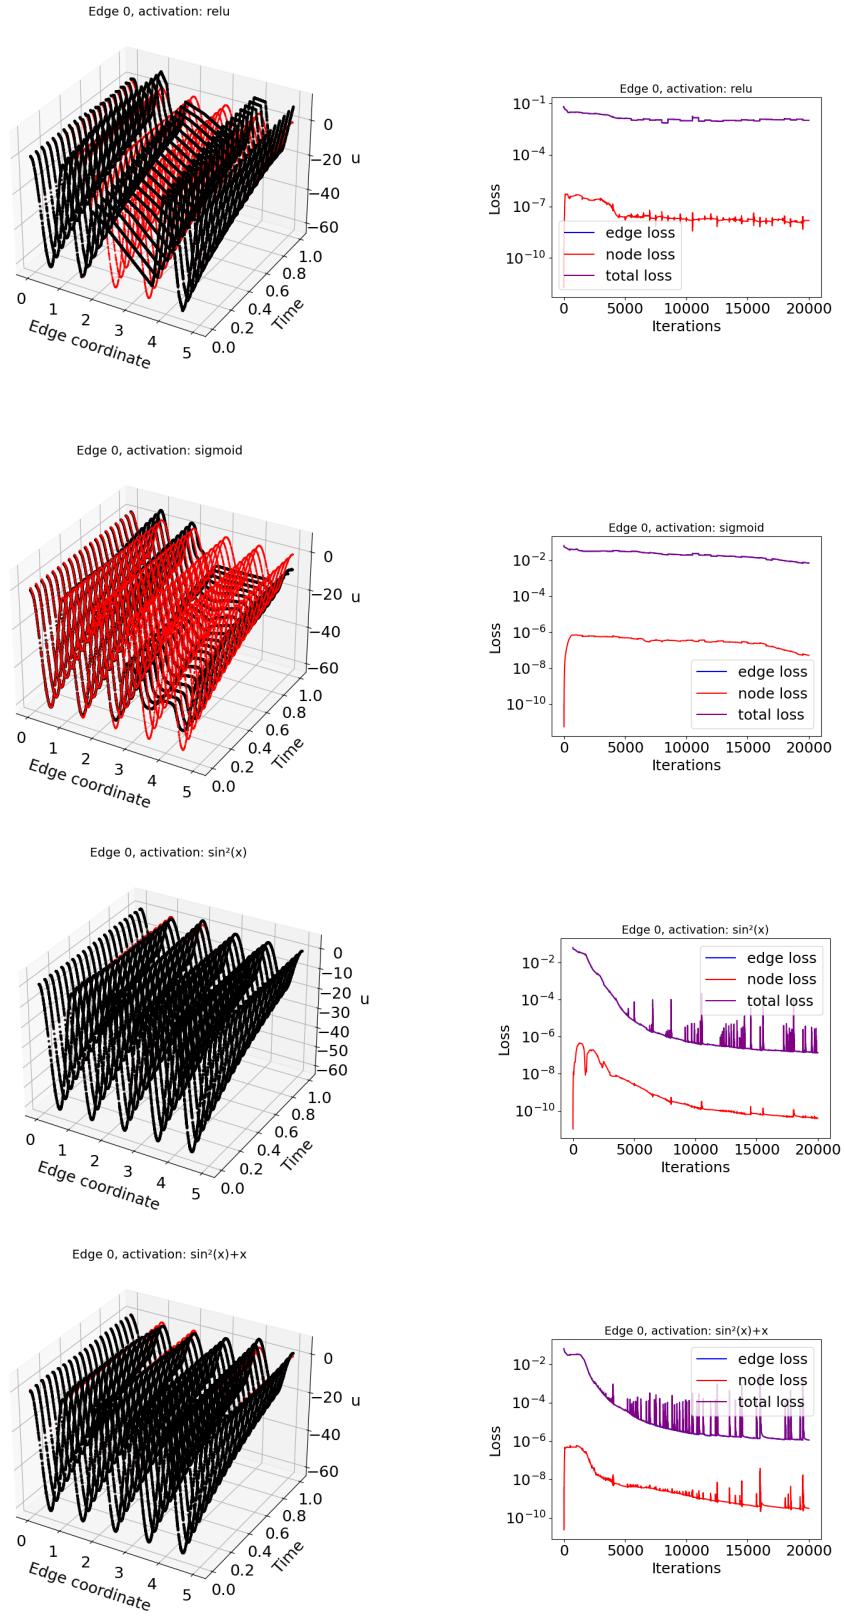 Edge 0, activation: relu
0
−20
u
−40
−60
0
1
2
3
4
5
Edge coordinate
0.0
0.2
0.4
0.6
0.8
1.0
Time
Edge 0, activation: relu
10⁻¹
10⁻⁴
10⁻⁷
10⁻¹⁰
Loss
edge loss
node loss
total loss
0 5000 10000 15000 20000
Iterations
Edge 0, activation: sigmoid
0
−20
u
−40
−60
0
1
2
3
4
5
Edge coordinate
0.0
0.2
0.4
0.6
0.8
1.0
Time
Edge 0, activation: sigmoid
10⁻²
10⁻⁴
10⁻⁶
10⁻⁸
10⁻¹⁰
Loss
edge loss
node loss
total loss
0 5000 10000 15000 20000
Iterations
Edge 0, activation: sin²(x)
0
−10
−20
u
−30
−40
−50
−60
0
1
2
3
4
5
Edge coordinate
0.0
0.2
0.4
0.6
0.8
1.0
Time
Edge 0, activation: sin²(x)
10⁻²
10⁻⁴
10⁻⁶
10⁻⁸
10⁻¹⁰
Loss
edge loss
node loss
total loss
0 5000 10000 15000 20000
Iterations
Edge 0, activation: sin²(x)+x
0
−20
u
−40
−60
0
1
2
3
4
5
Edge coordinate
0.0
0.2
0.4
0.6
0.8
1.0
Time
Edge 0, activation: sin²(x)+x
10⁻²
10⁻⁴
10⁻⁶
10⁻⁸
10⁻¹⁰
Loss
edge loss
node loss
total loss
0 5000 10000 15000 20000
Iterations